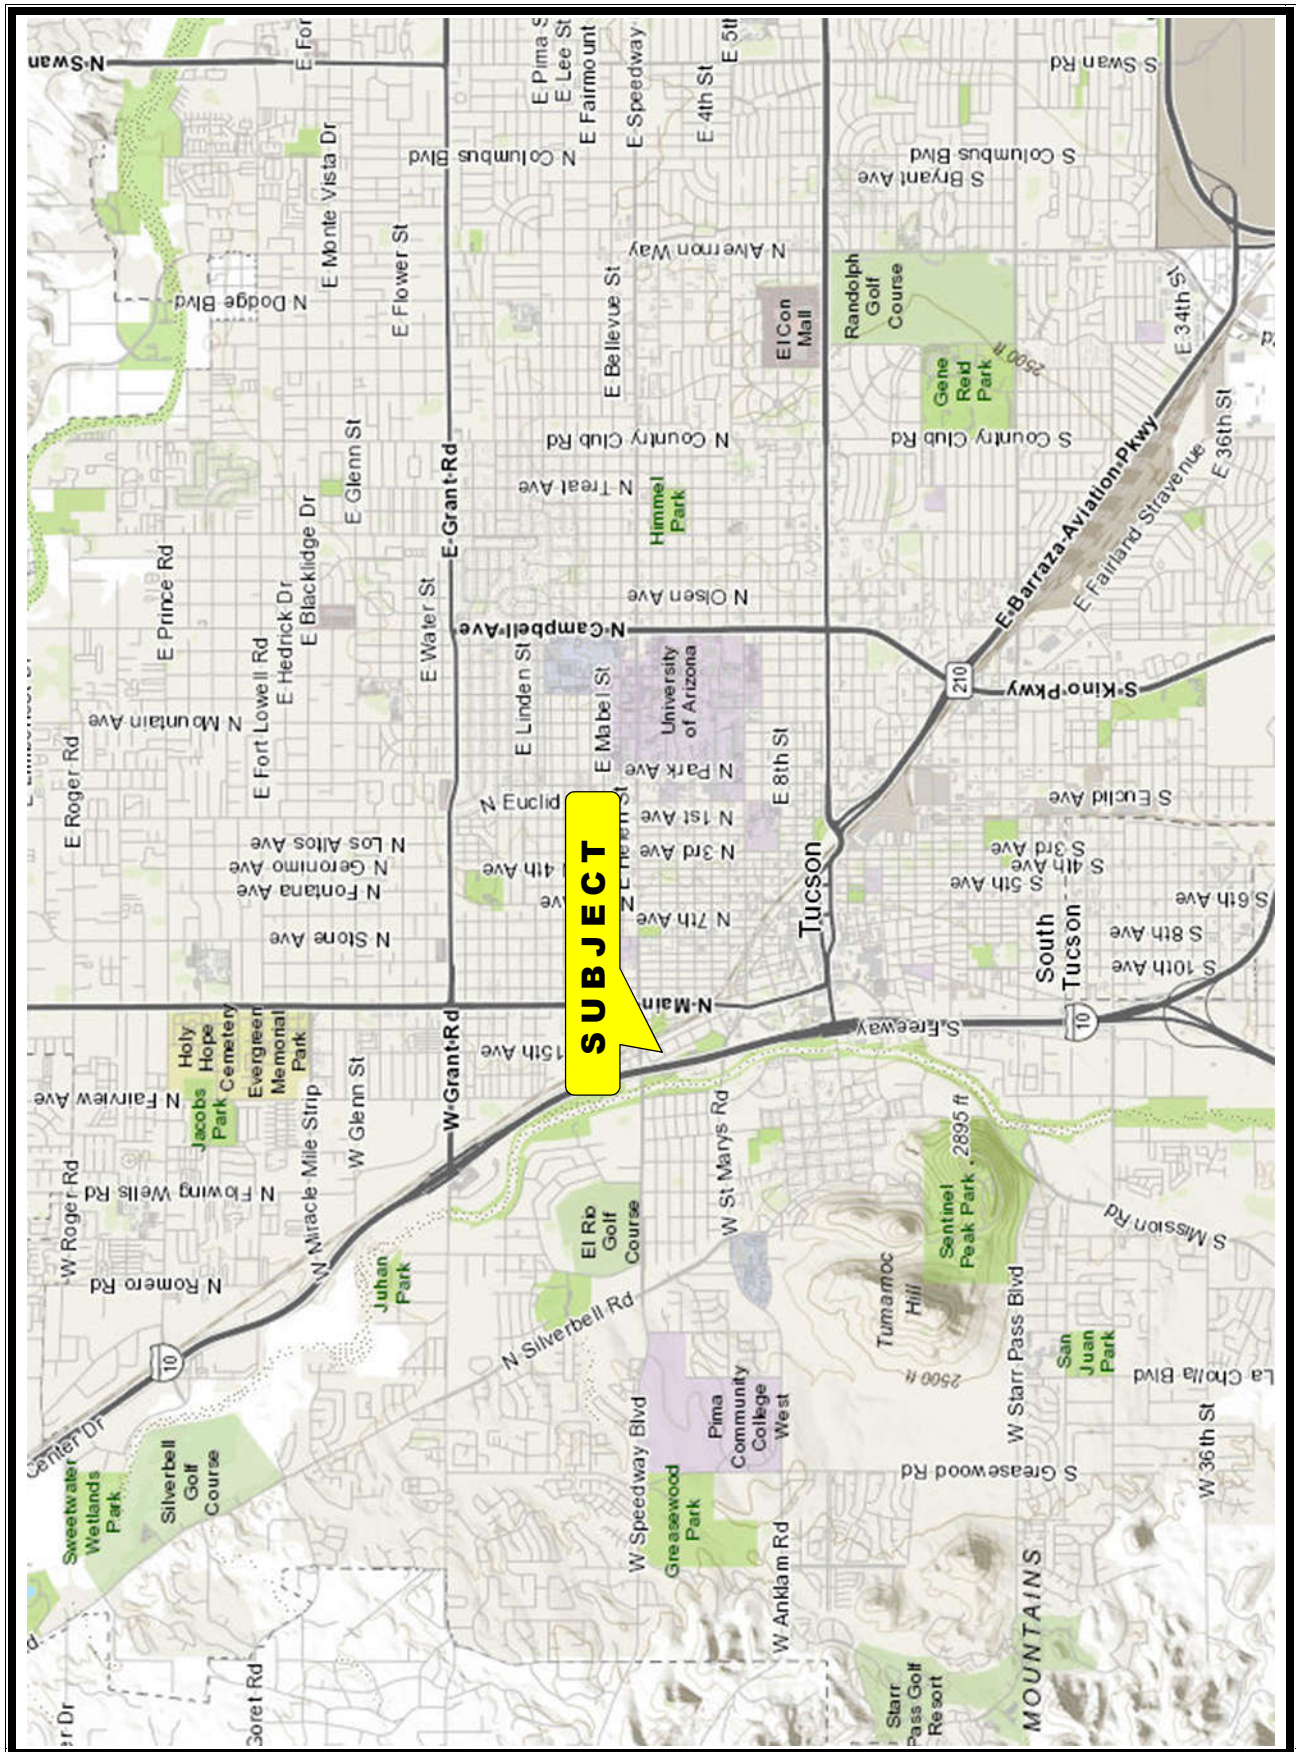 N Swan
E For
E Pima S
E Lee St
E Fairmount
E Speedway
E 4th St
E 5th
S Swan Rd
E Monte Vista Dr
N Columbus Blvd
S Columbus Blvd
S Bryant Ave
E Flower St
N Dodge Blvd
N Alvernon Way
E Bellevue St
El Con
Mall
Randolph
Golf
Course
E 34th St
Gene
Reid
Park
2500 ft
E Glenn St
E Grant Rd
N Country Club Rd
S Country Club Rd
E 36th St
N Treat Ave
Himmel
Park
E Barraza-Aviation Pkwy
E Fairland Stravenue
E Blacklidge Dr
E Prince Rd
E Hedrick Dr
E Water St
N Olsen Ave
N Campbell Ave
E Fort Lowell Rd
E Linden St
E Mabel St
University
of Arizona
210
S Kino Pkwy
N Mountain Ave
E Roger Rd
N Park Ave
E 8th St
N Euclid
E Helen St
N 1st Ave
S Euclid Ave
N Los Altos Ave
N Geronimo Ave
N Fontana Ave
N 4th Ave
N 3rd Ave
S 3rd Ave
S 4th Ave
S 5th Ave
S 6th Ave
N
Ave
N 7th Ave
Tucson
N Stone Ave
South
Tucson
S 8th Ave
S 10th Ave
SUBJECT
N Main
Holy
Hope
Cemetery
Evergreen
Memorial
Park
W Grant Rd
15th Ave
S Freeway
10
N Fairview Ave
Jacobs
Park
W Glenn St
W Miracle Mile Strip
W St Marys Rd
2895 ft
Sentinel
Peak Park
N Flowing Wells Rd
W Roger Rd
El Rio
Golf
Course
S Mission Rd
N Romero Rd
Juhan
Park
Tumamoc
Hill
N Silverbell Rd
W Starr Pass Blvd
San
Juan
Park
10
2500 ft
La Cholla Blvd
Pima
Community
College
West
Center Dr
W Speedway Blvd
S Greasewood Rd
W 36th St
Sweetwater
Wetlands
Park
Silverbell
Golf
Course
Greasewood
Park
W Anklam Rd
MOUNTAINS
er Dr
Goret Rd
Starr
Pass Golf
Resort